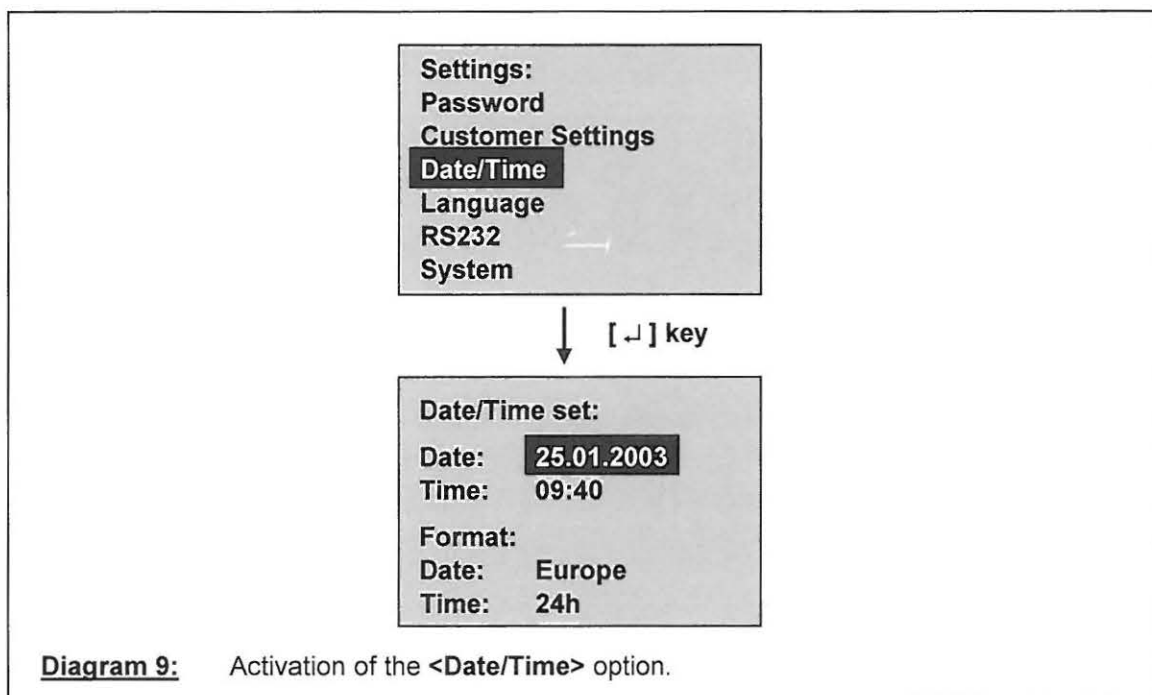 Settings:
Password
Customer Settings
Date/Time
Language
RS232
System
[ ↵ ] key
Date/Time set:
Date: 25.01.2003
Time: 09:40
Format:
Date: Europe
Time: 24h
Diagram 9: Activation of the <Date/Time> option.